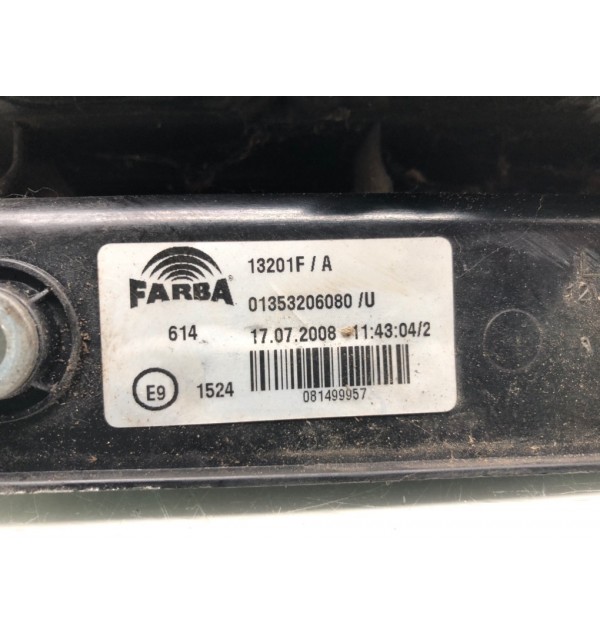 FARBA
13201F / A
01353206080 /U
614
17.07.2008 -11:43:04/2
E9
1524
081499957